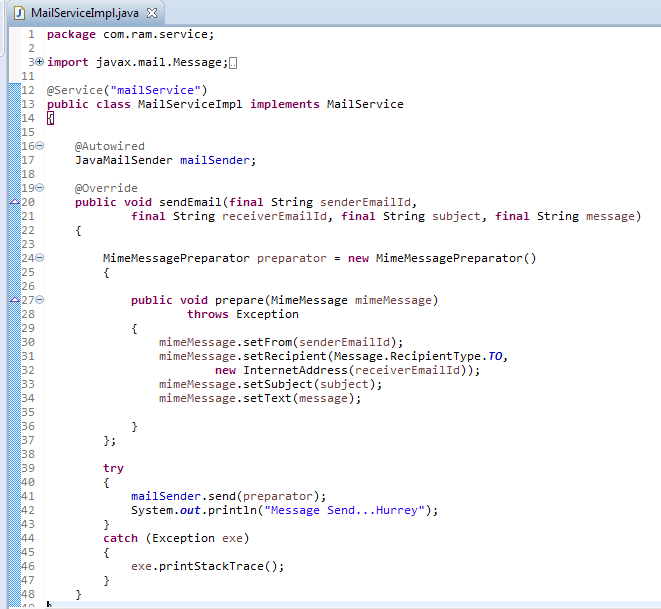 MailServiceImpl.java
1 package com.ram.service;
2
3 import javax.mail.Message;
11
12 @Service("mailService")
13 public class MailServiceImpl implements MailService
14 {
15
16     @Autowired
17     JavaMailSender mailSender;
18
19     @Override
20     public void sendEmail(final String senderEmailId,
21             final String receiverEmailId, final String subject, final String message)
22     {
23
24         MimeMessagePreparator preparator = new MimeMessagePreparator()
25         {
26
27             public void prepare(MimeMessage mimeMessage)
28                     throws Exception
29             {
30                 mimeMessage.setFrom(senderEmailId);
31                 mimeMessage.setRecipient(Message.RecipientType.TO,
32                         new InternetAddress(receiverEmailId));
33                 mimeMessage.setSubject(subject);
34                 mimeMessage.setText(message);
35
36             }
37         };
38
39         try
40         {
41             mailSender.send(preparator);
42             System.out.println("Message Send...Hurrey");
43         }
44         catch (Exception exe)
45         {
46             exe.printStackTrace();
47         }
48     }